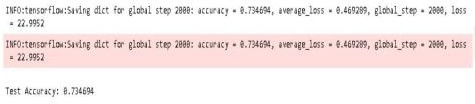 INFO:tensorflow:Saving dict for global step 2000: accuracy = 0.734694, average_loss = 0.469289, global_step = 2000, loss
= 22.9952
INFO:tensorflow:Saving dict for global step 2000: accuracy = 0.734694, average_loss = 0.469289, global_step = 2000, loss
= 22.9952
Test Accuracy: 0.734694